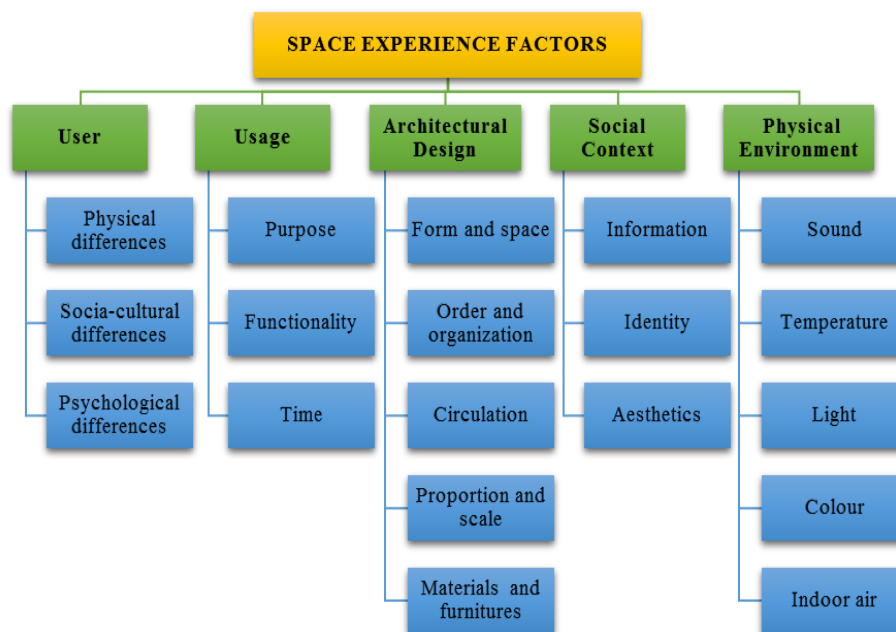 SPACE EXPERIENCE FACTORS
User
Usage
Architectural
Design
Social
Context
Physical
Environment
Physical
differences
Socia-cultural
differences
Psychological
differences
Purpose
Functionality
Time
Form and space
Order and
organization
Circulation
Proportion and
scale
Materials and
furnitures
Information
Identity
Aesthetics
Sound
Temperature
Light
Colour
Indoor air